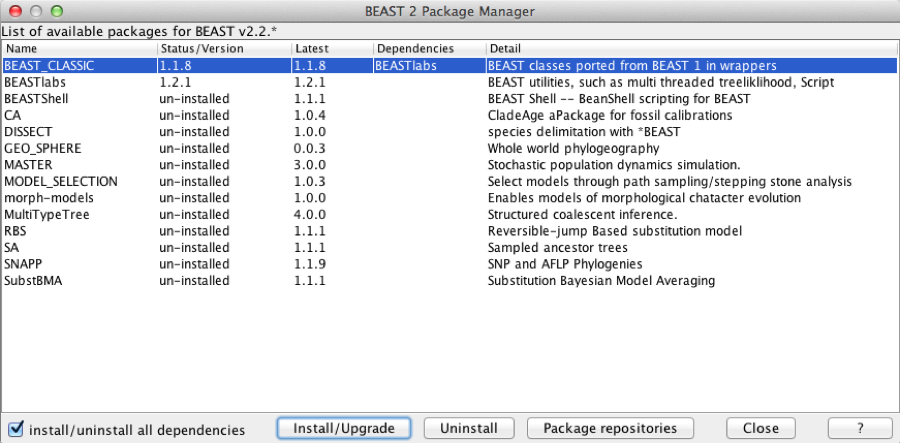 BEAST 2 Package Manager
List of available packages for BEAST v2.2.*
Name Status/Version Latest Dependencies Detail
BEAST_CLASSIC 1.1.8 1.1.8 BEASTlabs BEAST classes ported from BEAST 1 in wrappers
BEASTlabs 1.2.1 1.2.1 BEAST utilities, such as multi threaded treeliklihood, Script
BEASTShell un-installed 1.1.1 BEAST Shell -- BeanShell scripting for BEAST
CA un-installed 1.0.4 CladeAge aPackage for fossil calibrations
DISSECT un-installed 1.0.0 species delimitation with *BEAST
GEO_SPHERE un-installed 0.0.3 Whole world phylogeography
MASTER un-installed 3.0.0 Stochastic population dynamics simulation.
MODEL_SELECTION un-installed 1.0.3 Select models through path sampling/stepping stone analysis
morph-models un-installed 1.0.0 Enables models of morphological chatacter evolution
MultiTypeTree un-installed 4.0.0 Structured coalescent inference.
RBS un-installed 1.1.1 Reversible-jump Based substitution model
SA un-installed 1.1.1 Sampled ancestor trees
SNAPP un-installed 1.1.9 SNP and AFLP Phylogenies
SubstBMA un-installed 1.1.1 Substitution Bayesian Model Averaging
install/uninstall all dependencies Install/Upgrade Uninstall Package repositories Close ?